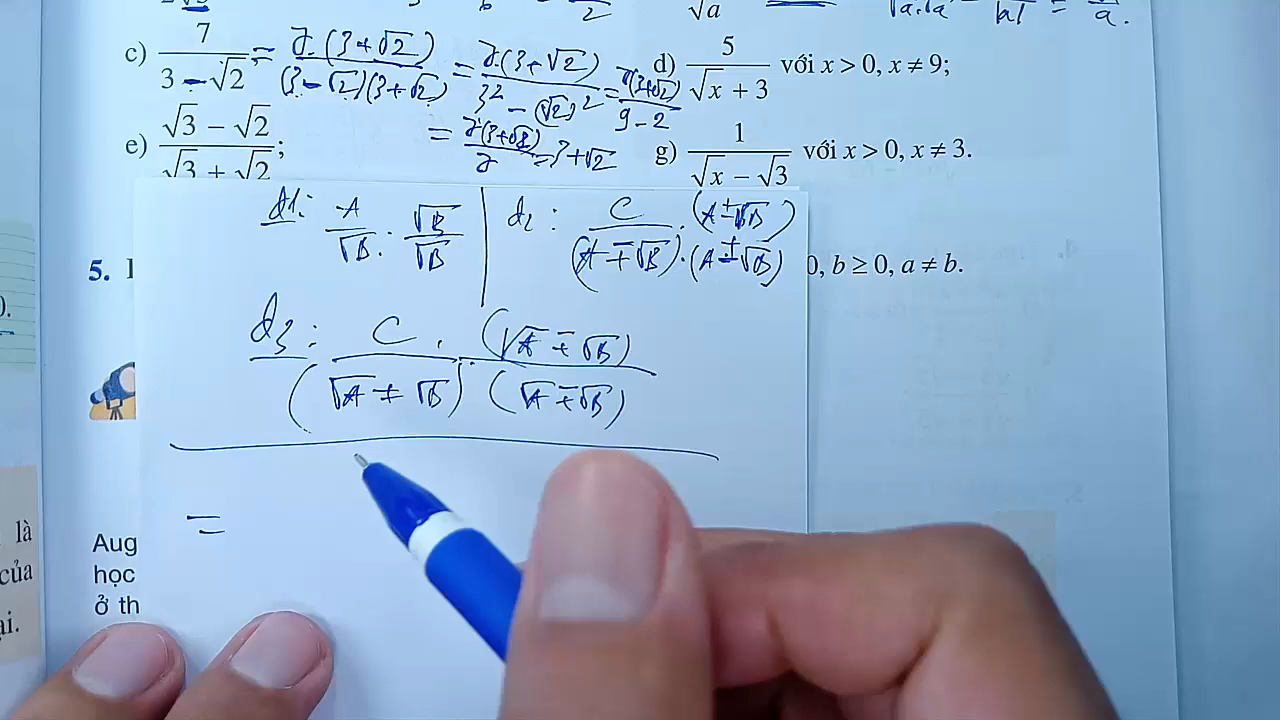 √a
c) 7 / (3 − √2) = 7·(3+√2) / (3−√2)(3+√2) = 7·(3+√2) / (3² − (√2)²) = 7(3+√2) / (9−2)
= 7(3+√2) / 7 = 3+√2
d) 5 / (√x + 3) với x > 0, x ≠ 9;
e) (√3 − √2) / (√3 + √2);
g) 1 / (√x − √3) với x > 0, x ≠ 3.
d1: A/√B · √B/√B
d2: C / (A ∓ √B) · (A ± √B) / (A ± √B)
5.
0, b ≥ 0, a ≠ b.
0.
d3: C / (√A ± √B) · (√A ∓ √B) / (√A ∓ √B)
=
là
của
ại.
Aug
học
ở th